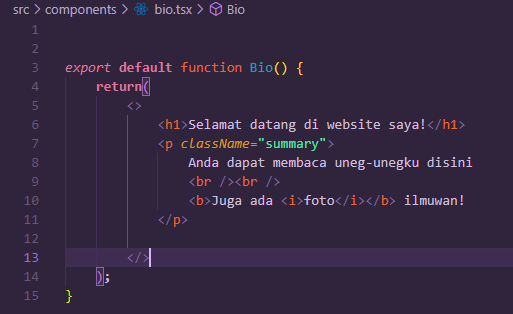 src > components > bio.tsx > Bio
1
2
3 export default function Bio() {
4 return(
5 <>
6 <h1>Selamat datang di website saya!</h1>
7 <p className="summary">
8 Anda dapat membaca uneg-unegku disini
9 <br /><br />
10 <b>Juga ada <i>foto</i></b> ilmuwan!
11 </p>
12
13 </>
14 );
15 }